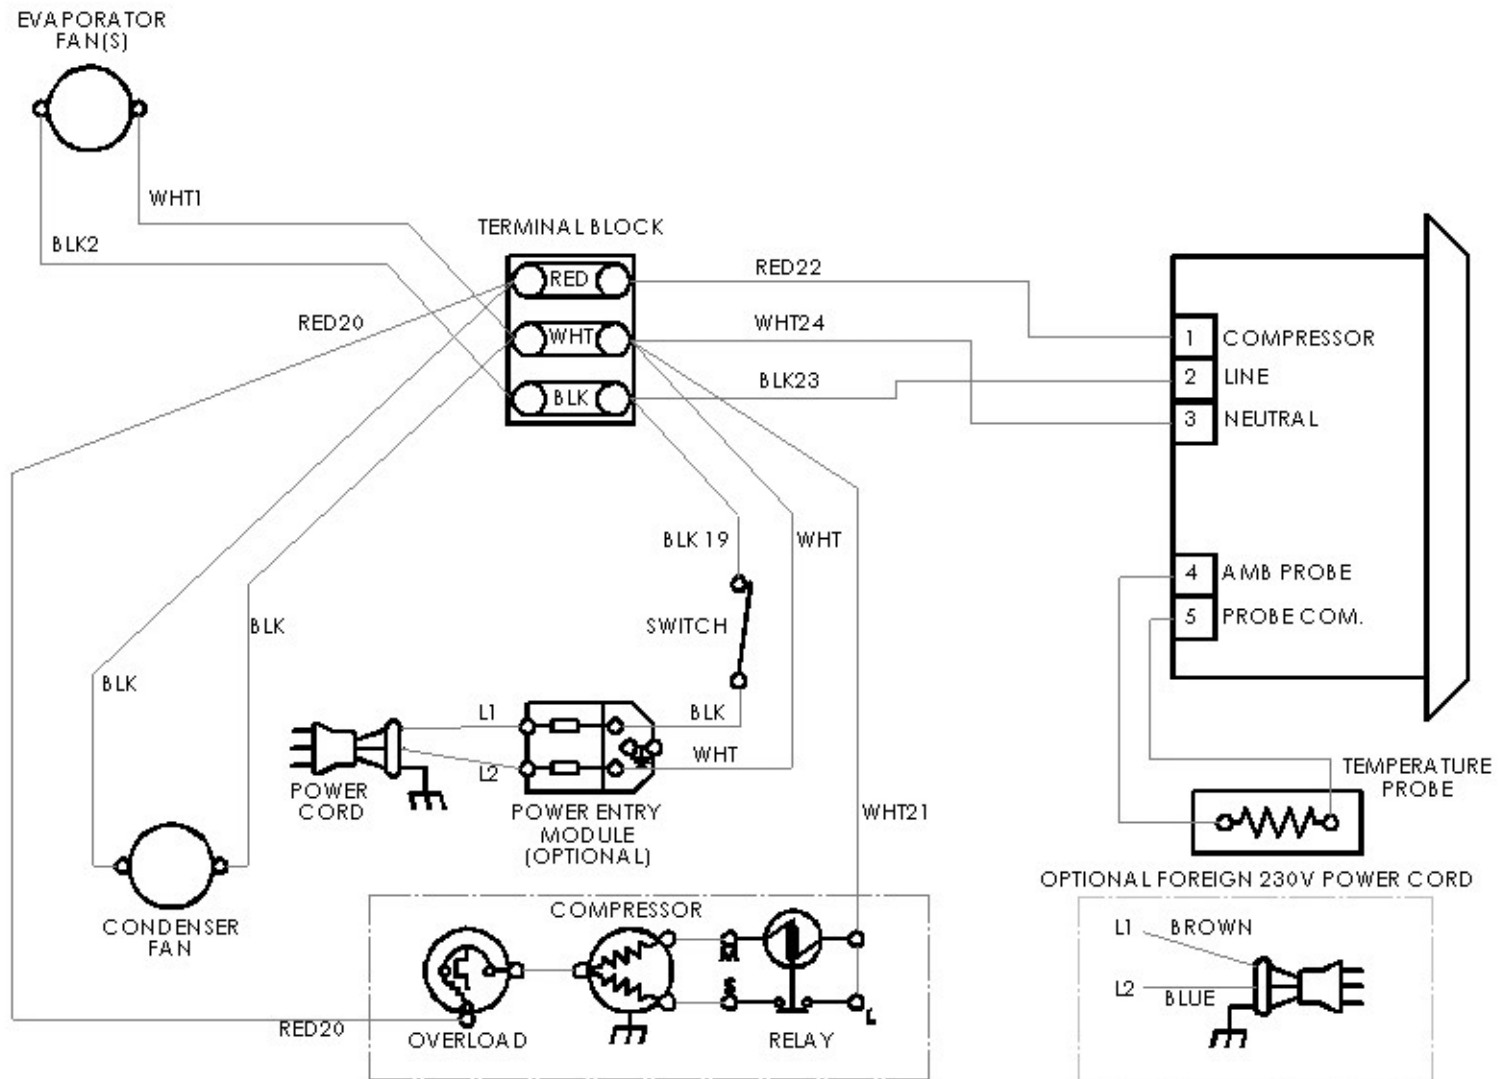 EVAPORATOR
FAN(S)
WHT1
BLK2
TERMINAL BLOCK
RED
WHT
BLK
RED20
RED22
WHT24
BLK23
1 COMPRESSOR
2 LINE
3 NEUTRAL
4 AMB PROBE
5 PROBE COM.
BLK 19
WHT
SWITCH
BLK
BLK
L1
BLK
L2
WHT
POWER
CORD
POWER ENTRY
MODULE
(OPTIONAL)
WHT21
TEMPERATURE
PROBE
CONDENSER
FAN
COMPRESSOR
M
S
L
RED20
OVERLOAD
RELAY
OPTIONAL FOREIGN 230V POWER CORD
L1 BROWN
L2 BLUE